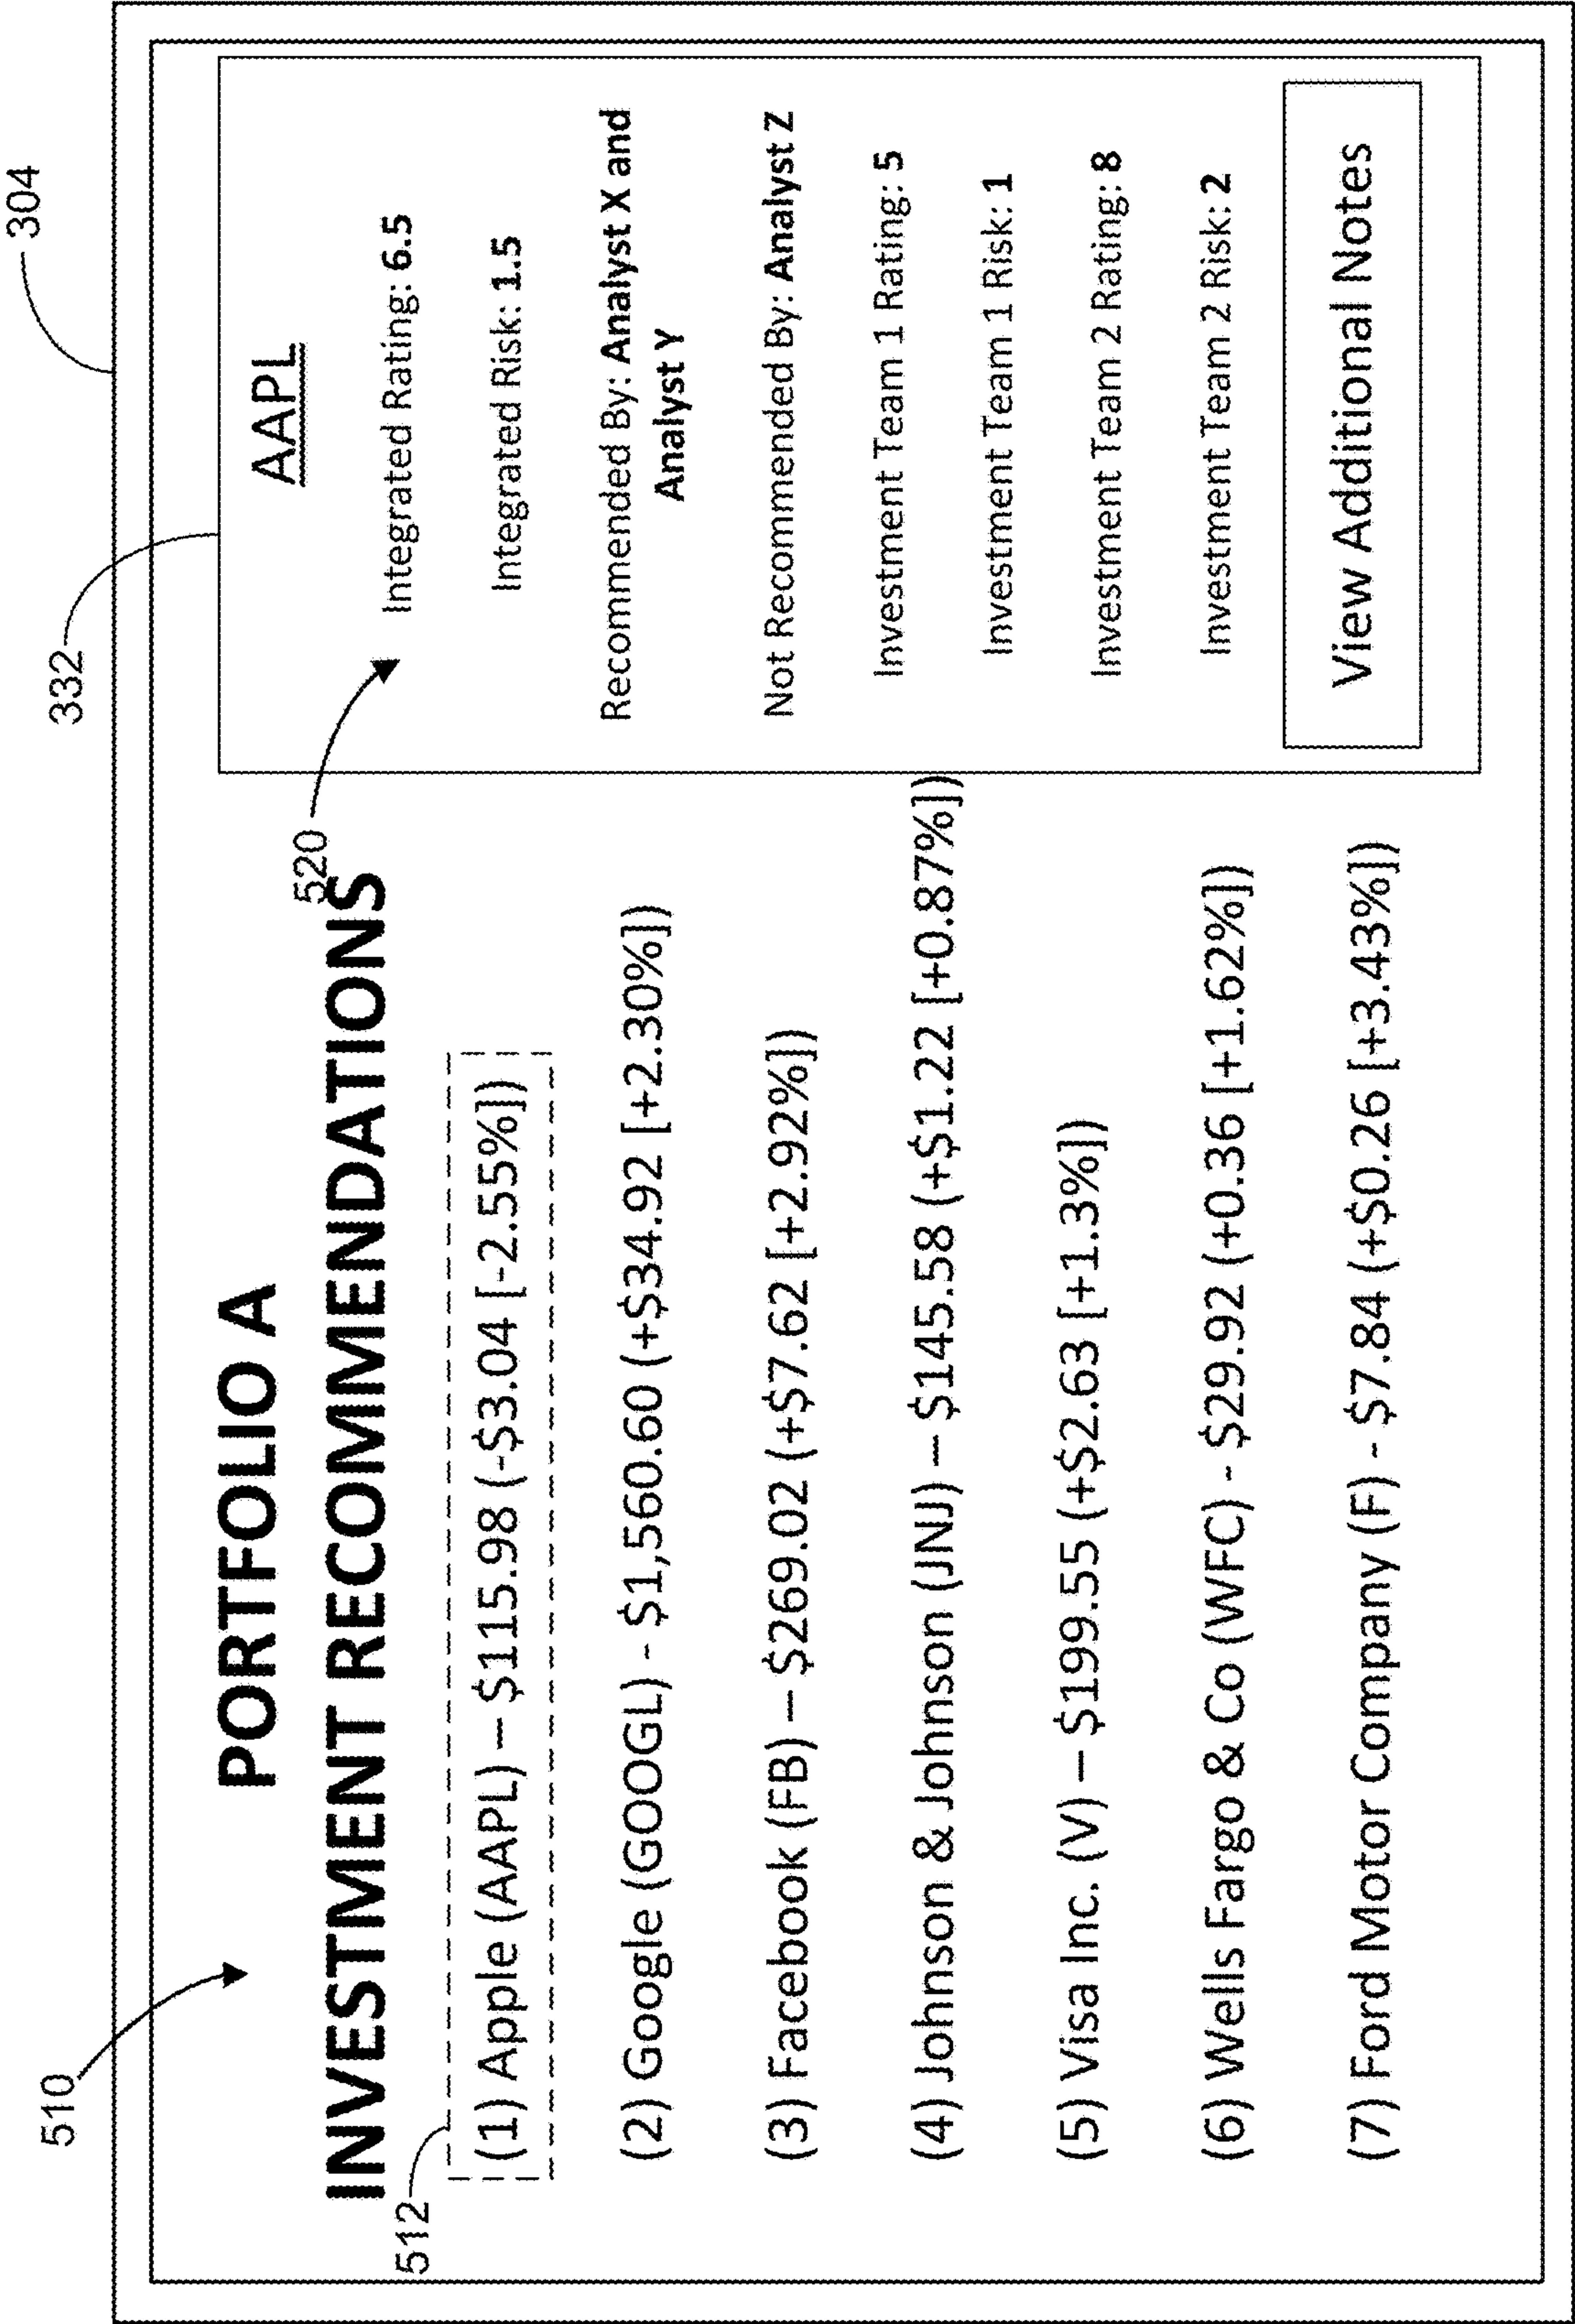 304
332
510
PORTFOLIO A
INVESTMENT RECOMMENDATIONS
520
512
(1) Apple (AAPL) – $115.98 (-$3.04 [-2.55%])
(2) Google (GOOGL) - $1,560.60 (+$34.92 [+2.30%])
(3) Facebook (FB) – $269.02 (+$7.62 [+2.92%])
(4) Johnson & Johnson (JNJ) – $145.58 (+$1.22 [+0.87%])
(5) Visa Inc. (V) – $199.55 (+$2.63 [+1.3%])
(6) Wells Fargo & Co (WFC) - $29.92 (+0.36 [+1.62%])
(7) Ford Motor Company (F) - $7.84 (+$0.26 [+3.43%])
AAPL
Integrated Rating: 6.5
Integrated Risk: 1.5
Recommended By: Analyst X and
Analyst Y
Not Recommended By: Analyst Z
Investment Team 1 Rating: 5
Investment Team 1 Risk: 1
Investment Team 2 Rating: 8
Investment Team 2 Risk: 2
View Additional Notes